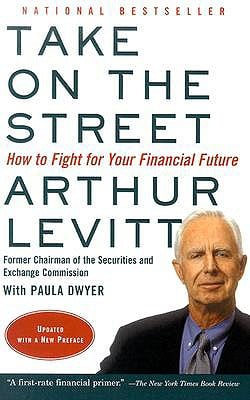 NATIONAL BESTSELLER
TAKE
ON THE
STREET
How to Fight for Your Financial Future
ARTHUR
LEVITT
Former Chairman of the Securities and
Exchange Commission
With PAULA DWYER
UPDATED
WITH A NEW PREFACE
"A first-rate financial primer." —The New York Times Book Review